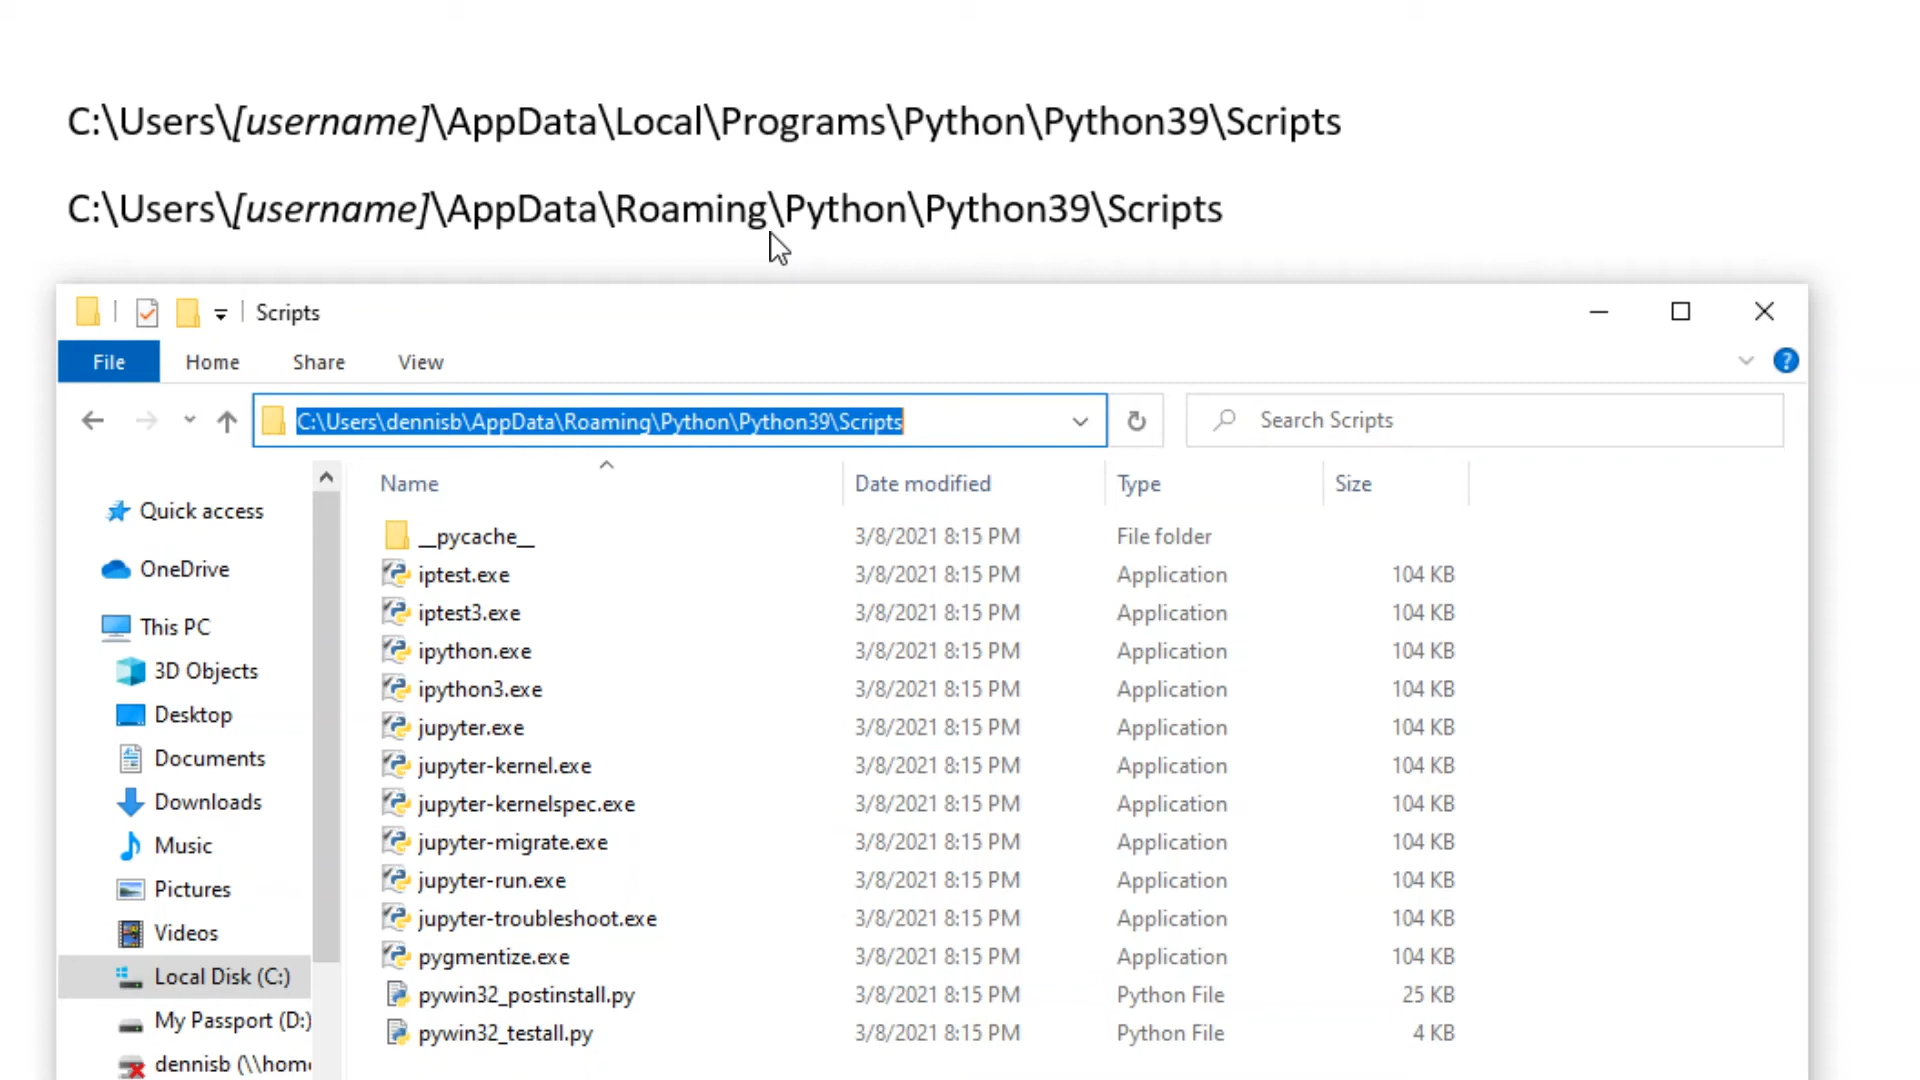 C:\Users\[username]\AppData\Local\Programs\Python\Python39\Scripts
C:\Users\[username]\AppData\Roaming\Python\Python39\Scripts
Scripts
File Home Share View
C:\Users\dennisb\AppData\Roaming\Python\Python39\Scripts
Search Scripts
Quick access
OneDrive
This PC
3D Objects
Desktop
Documents
Downloads
Music
Pictures
Videos
Local Disk (C:)
My Passport (D:)
dennisb (\\hom
Name Date modified Type Size
__pycache__ 3/8/2021 8:15 PM File folder
iptest.exe 3/8/2021 8:15 PM Application 104 KB
iptest3.exe 3/8/2021 8:15 PM Application 104 KB
ipython.exe 3/8/2021 8:15 PM Application 104 KB
ipython3.exe 3/8/2021 8:15 PM Application 104 KB
jupyter.exe 3/8/2021 8:15 PM Application 104 KB
jupyter-kernel.exe 3/8/2021 8:15 PM Application 104 KB
jupyter-kernelspec.exe 3/8/2021 8:15 PM Application 104 KB
jupyter-migrate.exe 3/8/2021 8:15 PM Application 104 KB
jupyter-run.exe 3/8/2021 8:15 PM Application 104 KB
jupyter-troubleshoot.exe 3/8/2021 8:15 PM Application 104 KB
pygmentize.exe 3/8/2021 8:15 PM Application 104 KB
pywin32_postinstall.py 3/8/2021 8:15 PM Python File 25 KB
pywin32_testall.py 3/8/2021 8:15 PM Python File 4 KB